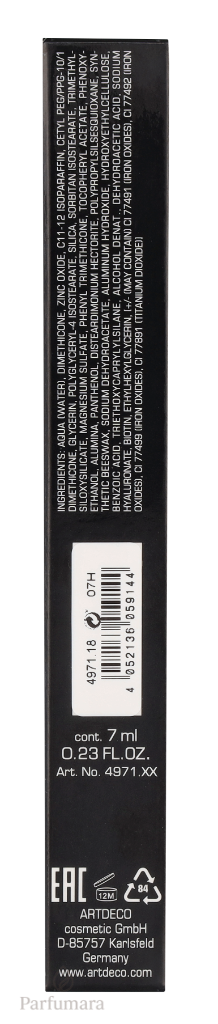 INGREDIENTS: AQUA (WATER), DIMETHICONE, ZINC OXIDE, C11-12 ISOPARAFFIN, CETYL PEG/PPG-10/1
DIMETHICONE, GLYCERIN, POLYGLYCERYL-4 ISOSTEARATE, SILICA, SORBITAN ISOSTEARATE, TRIMETHYL-
SILOXYSILICATE, MAGNESIUM SULFATE, PHENYL TRIMETHICONE, TOCOPHERYL ACETATE, PHENOXY-
ETHANOL, ALUMINA, PANTHENOL, DISTEARDIMONIUM HECTORITE, POLYPROPYLSILSESQUIOXANE, SYN-
THETIC BEESWAX, SODIUM DEHYDROACETATE, ALUMINUM HYDROXIDE, HYDROXYETHYLCELLULOSE,
BENZOIC ACID, TRIETHOXYCAPRYLYLSILANE, ALCOHOL DENAT., DEHYDROACETIC ACID, SODIUM
HYALURONATE, BIOTIN, ETHYLHEXYLGLYCERIN, [+/- (MAY CONTAIN) CI 77491 (IRON OXIDES), CI 77492 (IRON
OXIDES), CI 77499 (IRON OXIDES), CI 77891 (TITANIUM DIOXIDE)]
4971.18 07H
4 052136 059144
cont. 7 ml
0.23 FL.OZ.
Art. No. 4971.XX
EAC
12M
84
ARTDECO
cosmetic GmbH
D-85757 Karlsfeld
Germany
www.artdeco.com
Parfumara